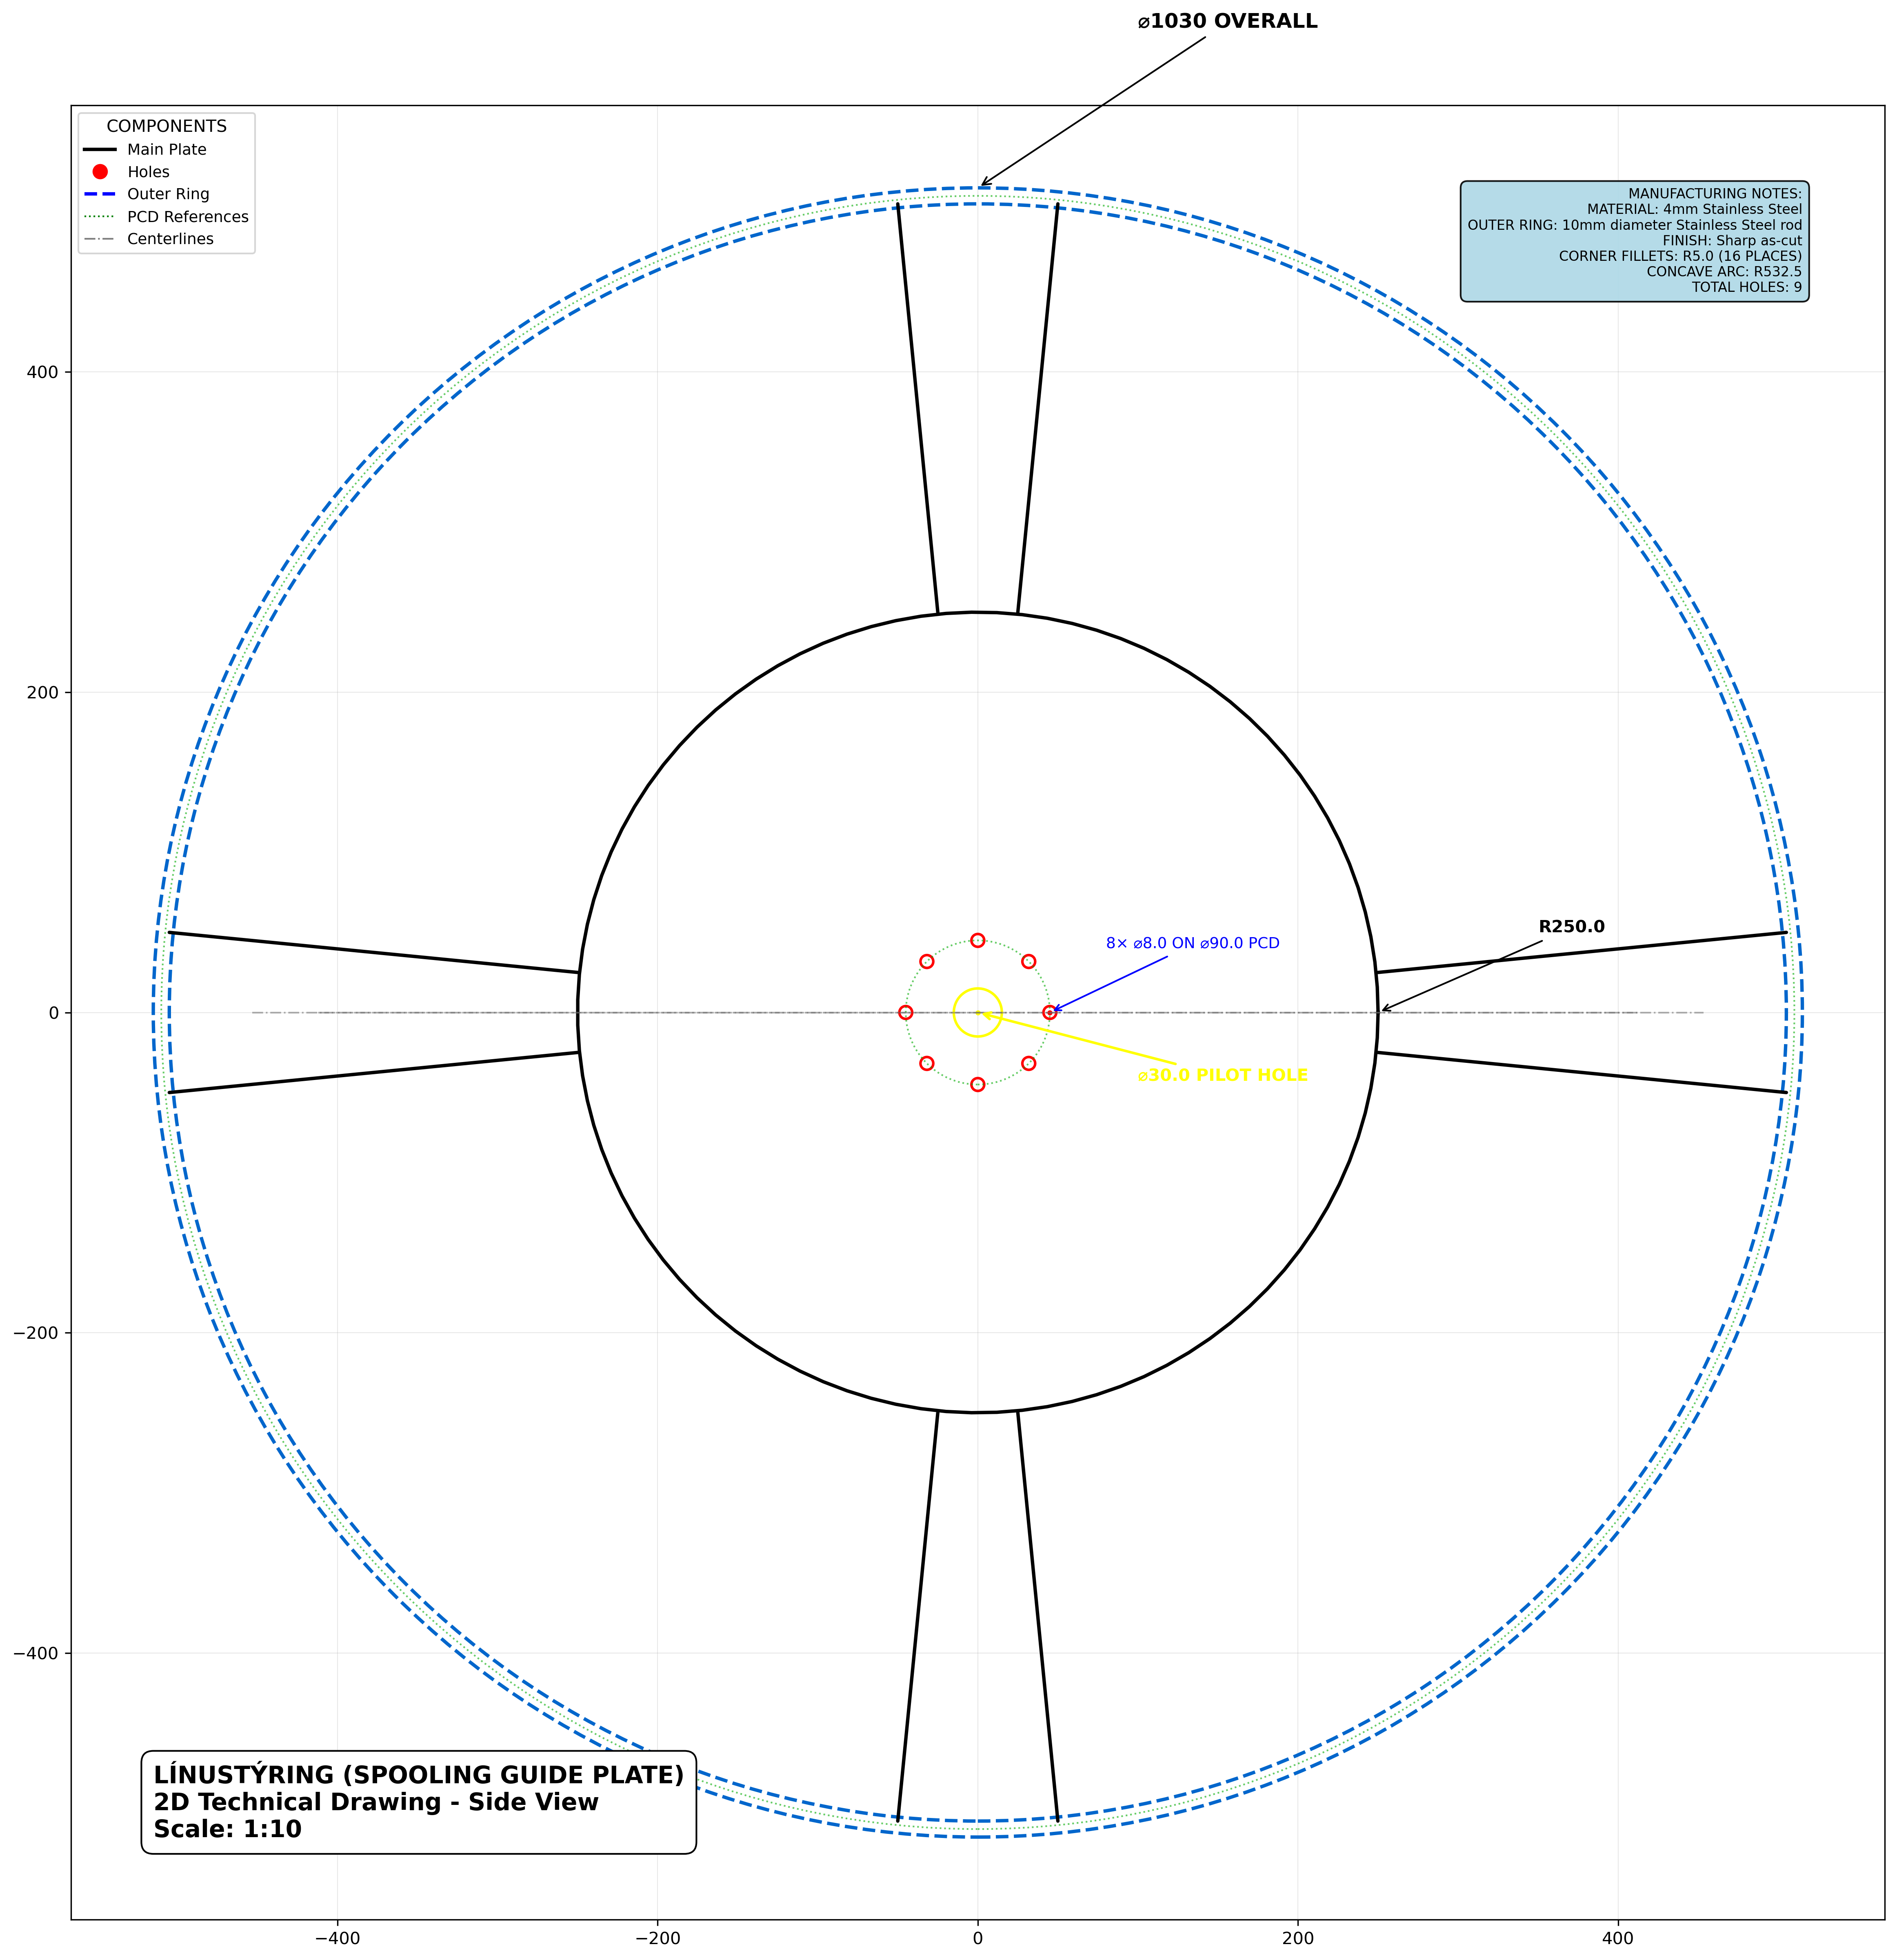 ⌀1030 OVERALL
COMPONENTS
Main Plate
Holes
Outer Ring
PCD References
Centerlines
MANUFACTURING NOTES:
MATERIAL: 4mm Stainless Steel
OUTER RING: 10mm diameter Stainless Steel rod
FINISH: Sharp as-cut
CORNER FILLETS: R5.0 (16 PLACES)
CONCAVE ARC: R532.5
TOTAL HOLES: 9
400
200
R250.0
8× ⌀8.0 ON ⌀90.0 PCD
0
⌀30.0 PILOT HOLE
−200
−400
LÍNUSTÝRING (SPOOLING GUIDE PLATE)
2D Technical Drawing - Side View
Scale: 1:10
−400
−200
0
200
400